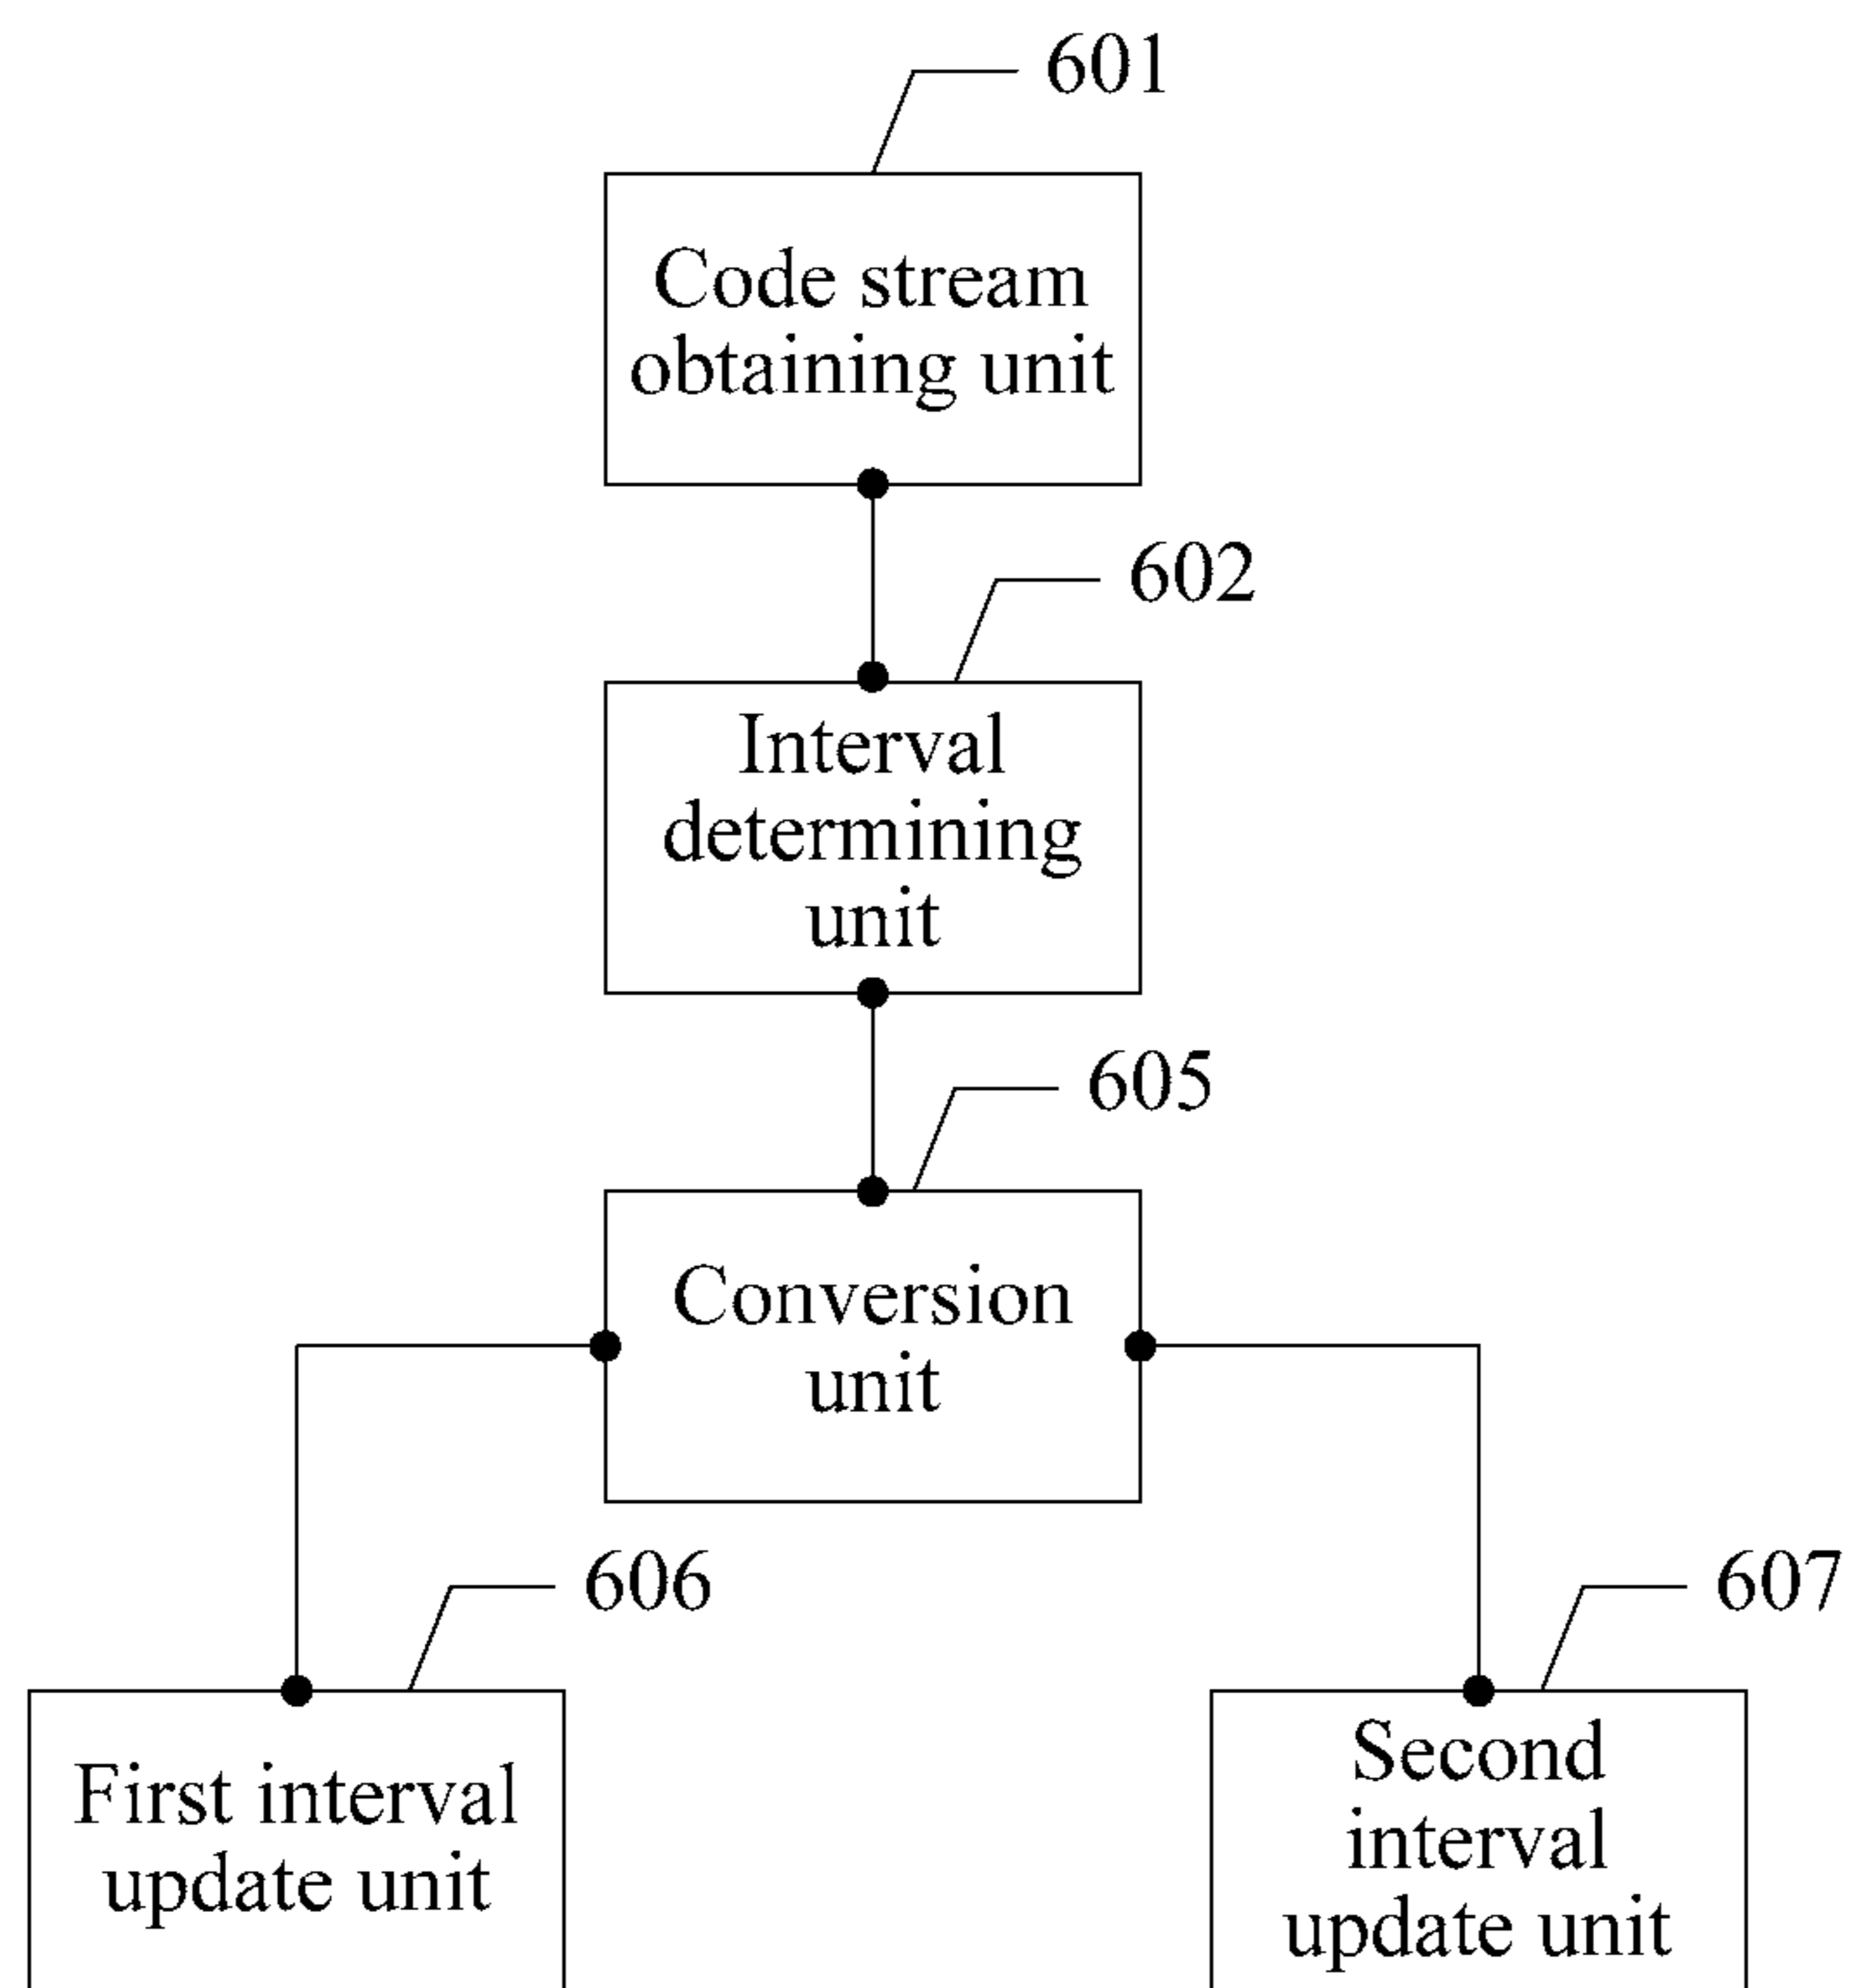 601
Code stream
obtaining unit
602
Interval
determining
unit
605
Conversion
unit
606
First interval
update unit
607
Second
interval
update unit